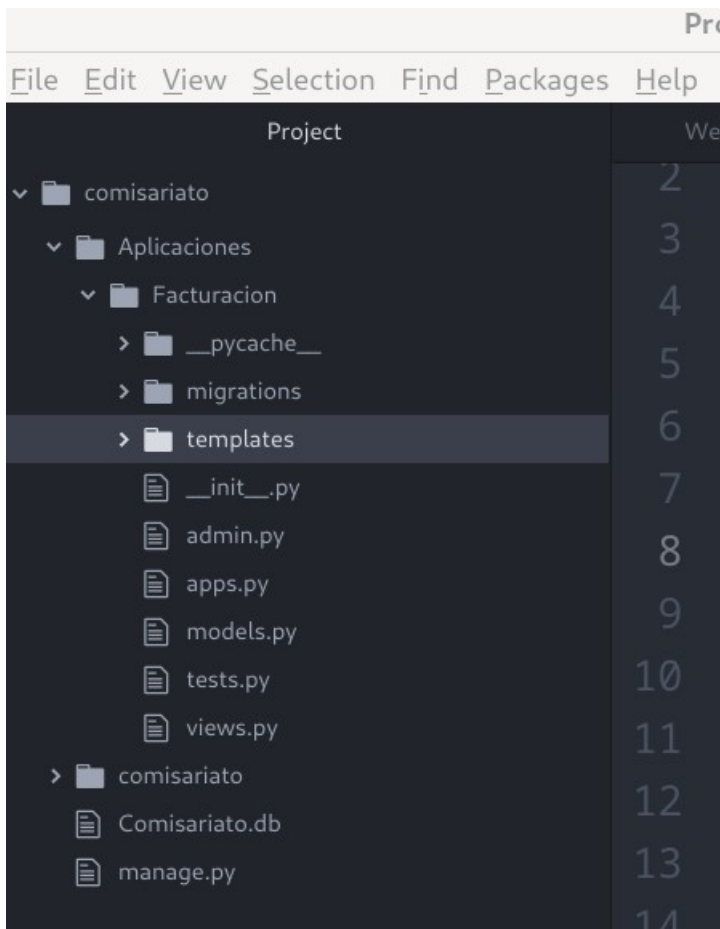 Pro
File Edit View Selection Find Packages Help
Project
We
comisariato
Aplicaciones
Facturacion
__pycache__
migrations
templates
__init__.py
admin.py
apps.py
models.py
tests.py
views.py
comisariato
Comisariato.db
manage.py
2
3
4
5
6
7
8
9
10
11
12
13
14